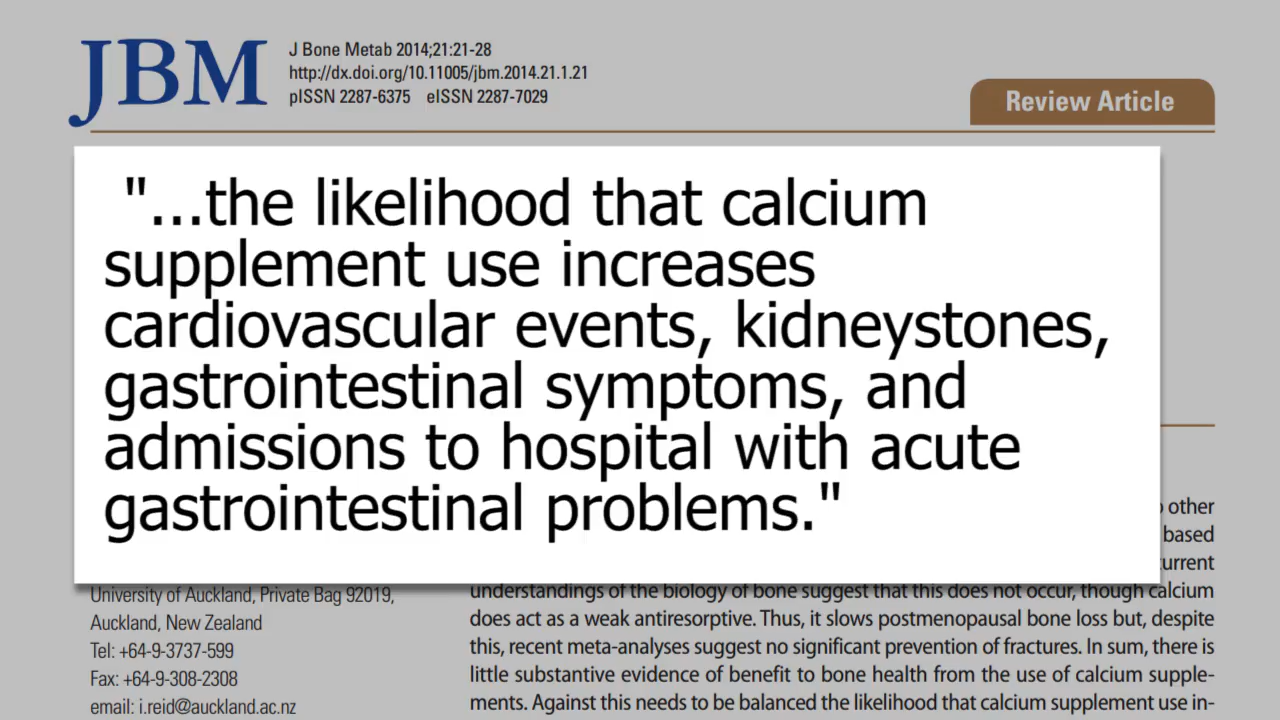 JBM
J Bone Metab 2014;21:21-28
http://dx.doi.org/10.11005/jbm.2014.21.1.21
pISSN 2287-6375 eISSN 2287-7029
Review Article
"...the likelihood that calcium
supplement use increases
cardiovascular events, kidneystones,
gastrointestinal symptoms, and
admissions to hospital with acute
gastrointestinal problems."
other
based
current
University of Auckland, Private Bag 92019,
Auckland, New Zealand
Tel: +64-9-3737-599
Fax: +64-9-308-2308
email: i.reid@auckland.ac.nz
understandings of the biology of bone suggest that this does not occur, though calcium
does act as a weak antiresorptive. Thus, it slows postmenopausal bone loss but, despite
this, recent meta-analyses suggest no significant prevention of fractures. In sum, there is
little substantive evidence of benefit to bone health from the use of calcium supple-
ments. Against this needs to be balanced the likelihood that calcium supplement use in-